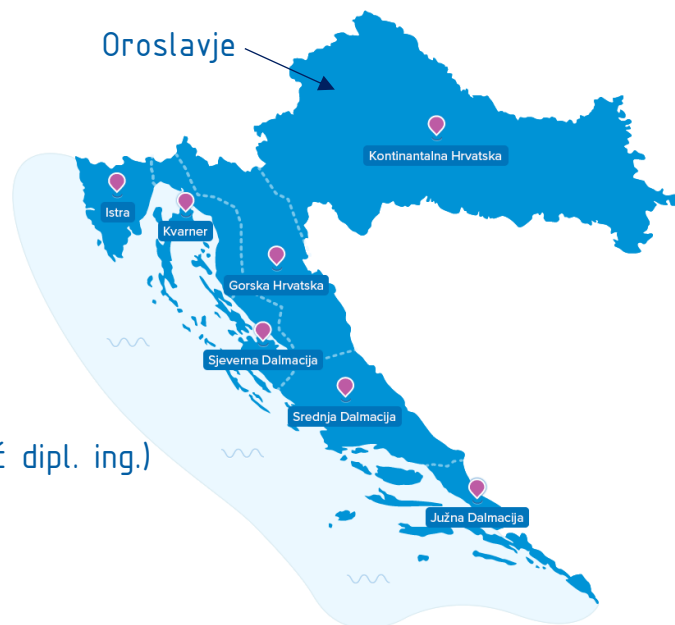 Oroslavje
Kontinantalna Hrvatska
Istra
Kvarner
Gorska Hrvatska
Sjeverna Dalmacija
Srednja Dalmacija
dipl. ing.)
Južna Dalmacija